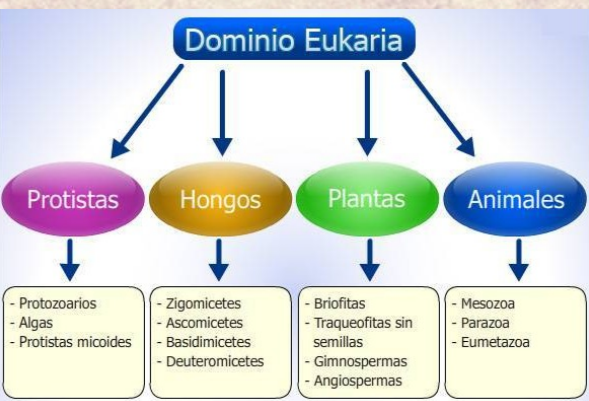 Dominio Eukaria
Protistas
Hongos
Plantas
Animales
- Protozoarios
- Algas
- Protistas micoides
- Zigomicetes
- Ascomicetes
- Basidimicetes
- Deuteromicetes
- Briofitas
- Traqueofitas sin
semillas
- Gimnospermas
- Angiospermas
- Mesozoa
- Parazoa
- Eumetazoa